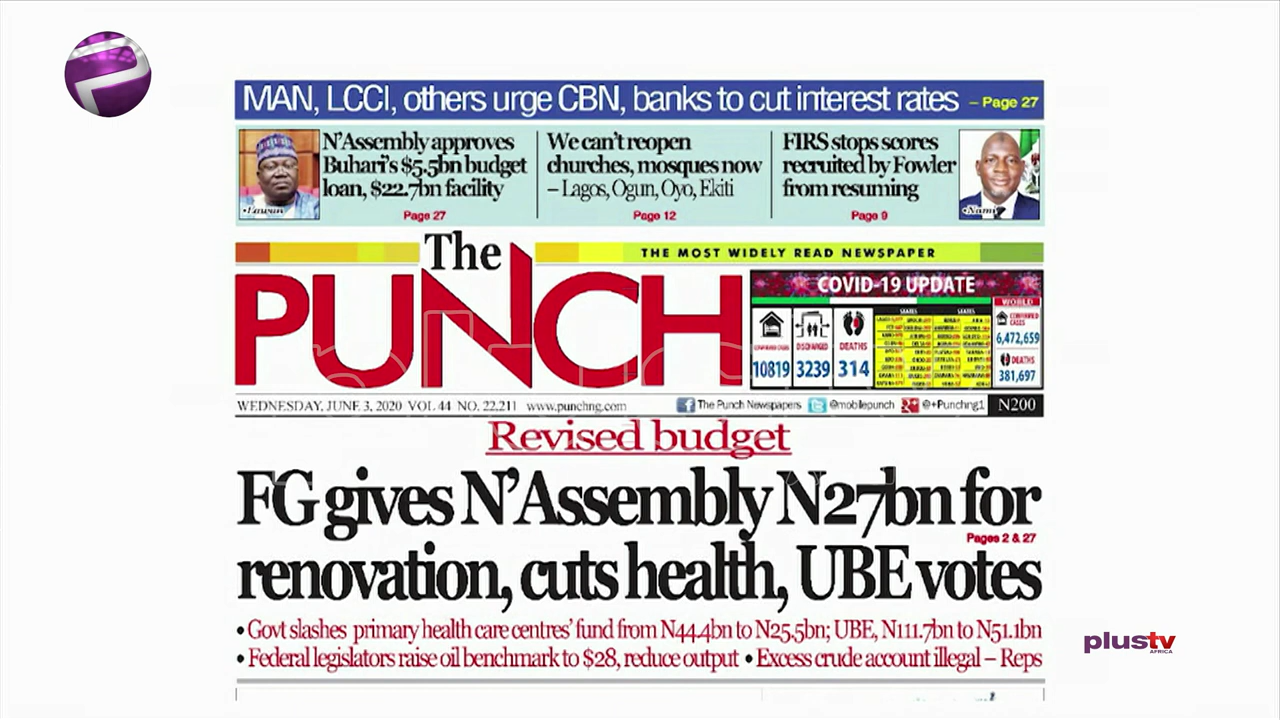 MAN, LCCI, others urge CBN, banks to cut interest rates – Page 27
N'Assembly approves
Buhari's $5.5bn budget
loan, $22.7bn facility
Page 27
•Lawan
We can't reopen
churches, mosques now
– Lagos, Ogun, Oyo, Ekiti
Page 12
FIRS stops scores
recruited by Fowler
from resuming
Page 9
•Nami
The
PUNCH
THE MOST WIDELY READ NEWSPAPER
COVID-19 UPDATE
CONFIRMED CASES
10819
DISCHARGED
3239
DEATHS
314
STATES
STATES
WORLD
CONFIRMED
CASES
6,472,659
DEATHS
381,697
WEDNESDAY, JUNE 3, 2020 VOL 44 NO. 22,211 www.punchng.com
The Punch Newspapers @mobilepunch @+Punchng1 N200
Revised budget
FG gives N'Assembly N27bn for
Pages 2 & 27
renovation, cuts health, UBE votes
• Govt slashes primary health care centres' fund from N44.4bn to N25.5bn; UBE, N111.7bn to N51.1bn
• Federal legislators raise oil benchmark to $28, reduce output • Excess crude account illegal – Reps
plustv
AFRICA